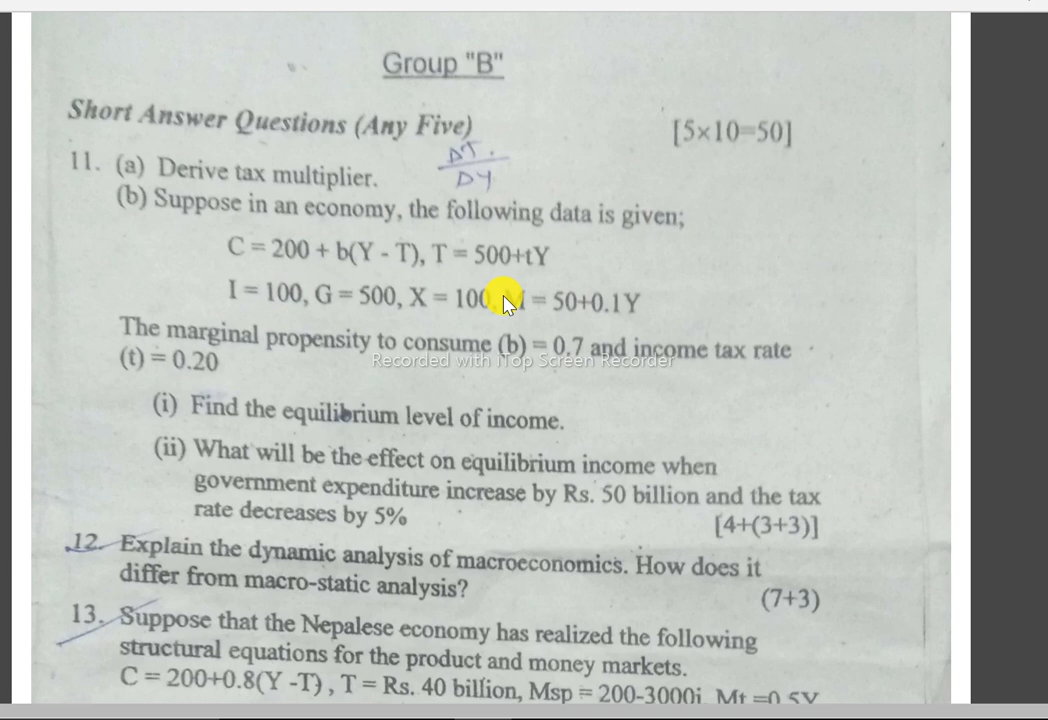 Group "B"
Short Answer Questions (Any Five) [5×10=50]
ΔT.
11. (a) Derive tax multiplier. ΔY
(b) Suppose in an economy, the following data is given;
C = 200 + b(Y - T), T = 500+tY
I = 100, G = 500, X = 100, M = 50+0.1Y
The marginal propensity to consume (b) = 0.7 and income tax rate
Recorded with iTop Screen Recorder
(t) = 0.20
(i) Find the equilibrium level of income.
(ii) What will be the effect on equilibrium income when
government expenditure increase by Rs. 50 billion and the tax
rate decreases by 5% [4+(3+3)]
12. Explain the dynamic analysis of macroeconomics. How does it
differ from macro-static analysis? (7+3)
13. Suppose that the Nepalese economy has realized the following
structural equations for the product and money markets.
C = 200+0.8(Y -T) , T = Rs. 40 billion, Msp = 200-3000i, Mt =0.5Y